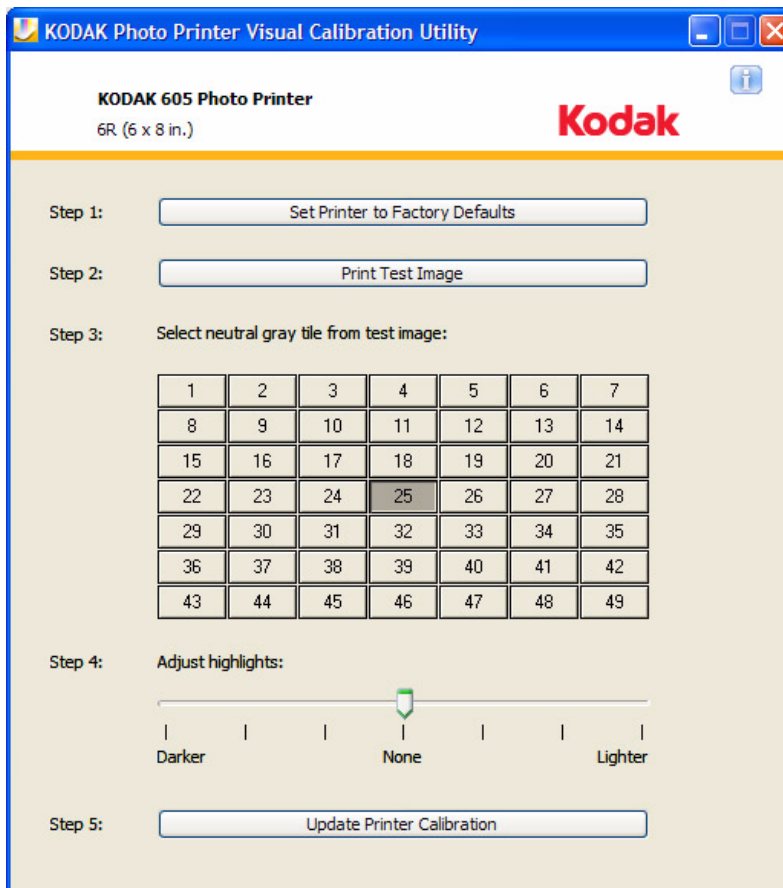 KODAK Photo Printer Visual Calibration Utility
KODAK 605 Photo Printer
6R (6 x 8 in.)
Kodak
Step 1: Set Printer to Factory Defaults
Step 2: Print Test Image
Step 3: Select neutral gray tile from test image:
1 2 3 4 5 6 7
8 9 10 11 12 13 14
15 16 17 18 19 20 21
22 23 24 25 26 27 28
29 30 31 32 33 34 35
36 37 38 39 40 41 42
43 44 45 46 47 48 49
Step 4: Adjust highlights:
Darker None Lighter
Step 5: Update Printer Calibration